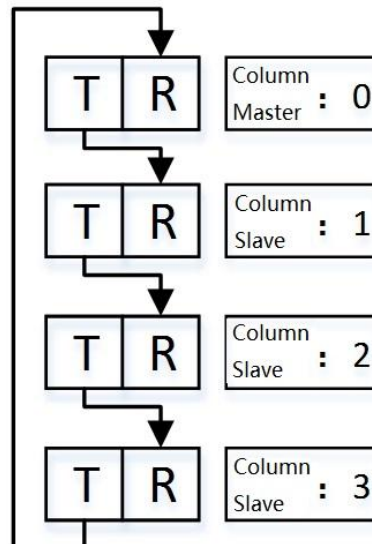 T R Column Master : 0
T R Column Slave : 1
T R Column Slave : 2
T R Column Slave : 3